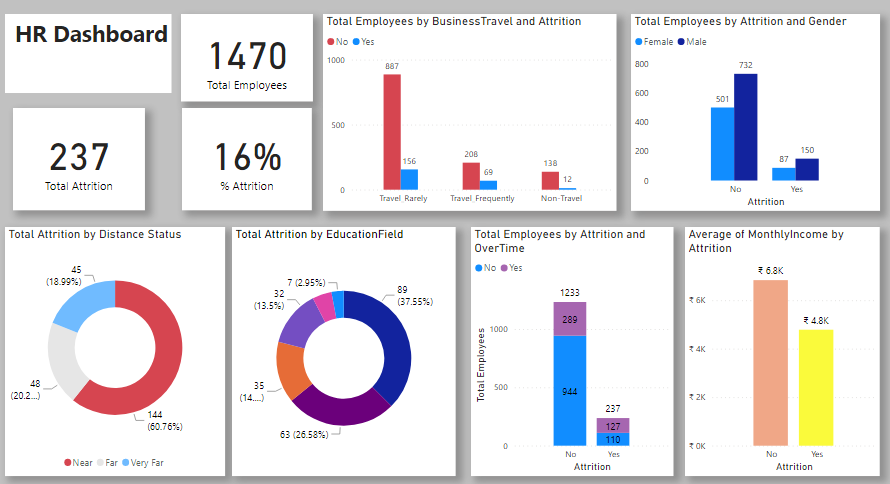 HR Dashboard
1470
Total Employees
237
Total Attrition
16%
% Attrition
Total Employees by BusinessTravel and Attrition
No Yes
1000
500
0
887
156
208
69
138
12
Travel_Rarely Travel_Frequently Non-Travel
Total Employees by Attrition and Gender
Female Male
800
600
400
200
0
501
732
87
150
No Yes
Attrition
Total Attrition by Distance Status
45
(18.99%)
48
(20.2...)
144
(60.76%)
Near Far Very Far
Total Attrition by EducationField
7 (2.95%)
32
(13.5%)
35
(14....)
63 (26.58%)
89
(37.55%)
Total Employees by Attrition and
OverTime
No Yes
Total Employees
1000
500
0
1233
289
944
237
127
110
No Yes
Attrition
Average of MonthlyIncome by
Attrition
₹ 6K
₹ 4K
₹ 2K
₹ 0K
₹ 6.8K
₹ 4.8K
No Yes
Attrition